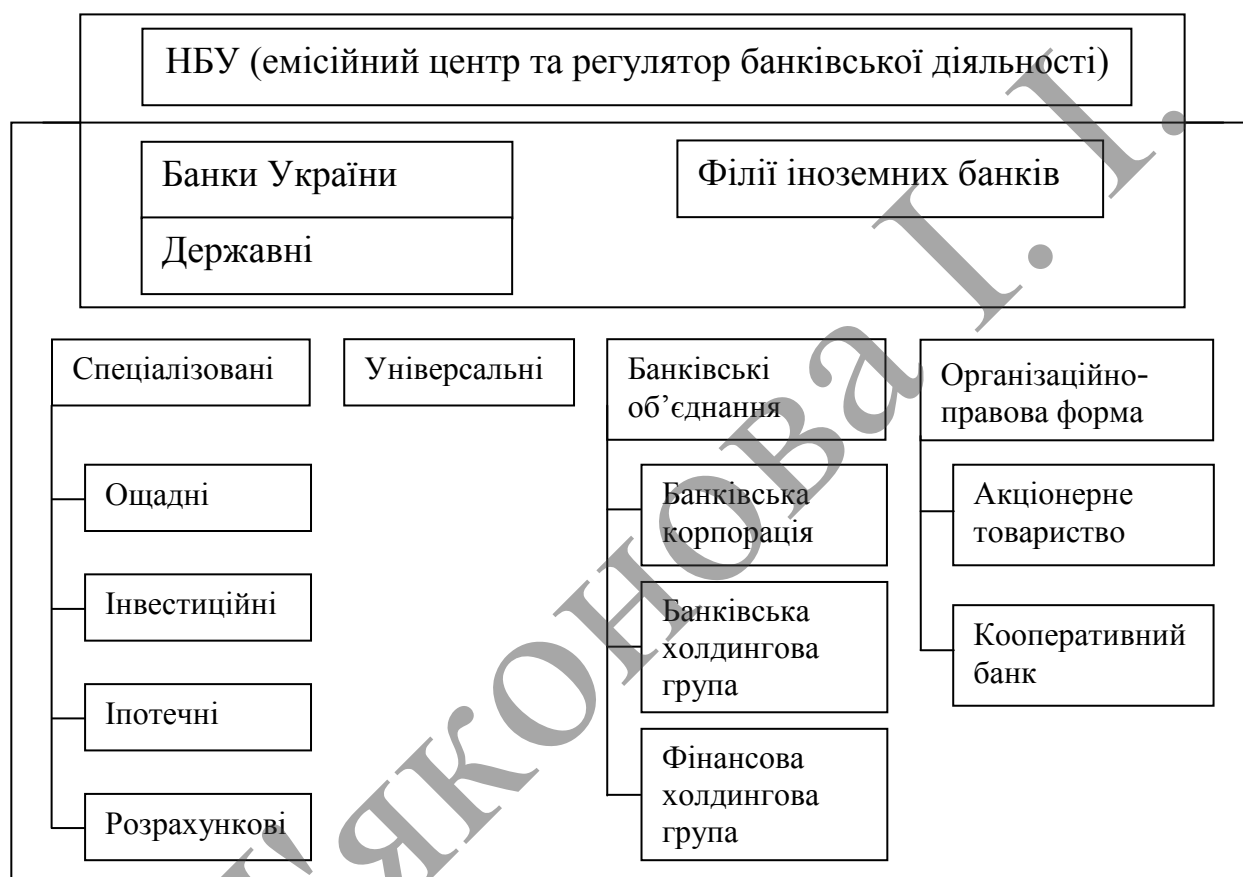 НБУ (емісійний центр та регулятор банківської діяльності)
Банки України
Філії іноземних банків
Державні
Спеціалізовані
Ощадні
Інвестиційні
Іпотечні
Розрахункові
Універсальні
Банківські
об’єднання
Банківська
корпорація
Банківська
холдингова
група
Фінансова
холдингова
група
Організаційно-
правова форма
Акціонерне
товариство
Кооперативний
банк
'яконова І. І.